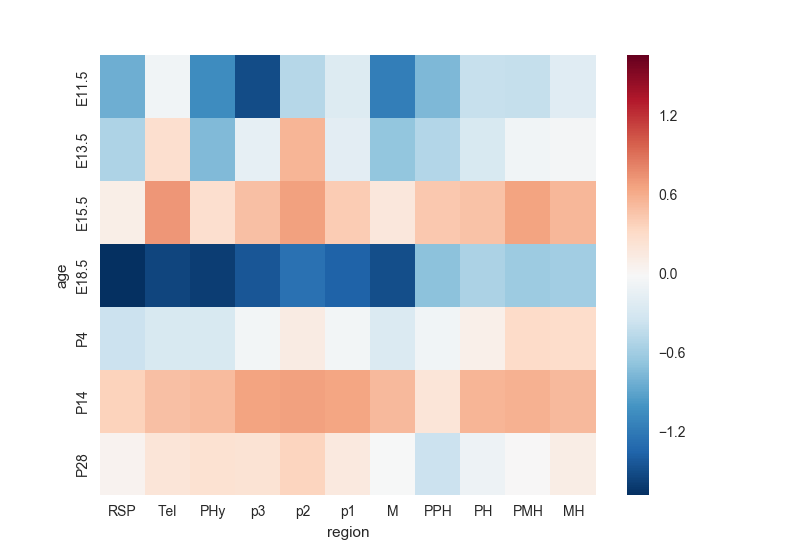 E11.5
E13.5
E15.5
E18.5
P4
P14
P28
age
RSP Tel PHy p3 p2 p1 M PPH PH PMH MH
region
1.2
0.6
0.0
−0.6
−1.2